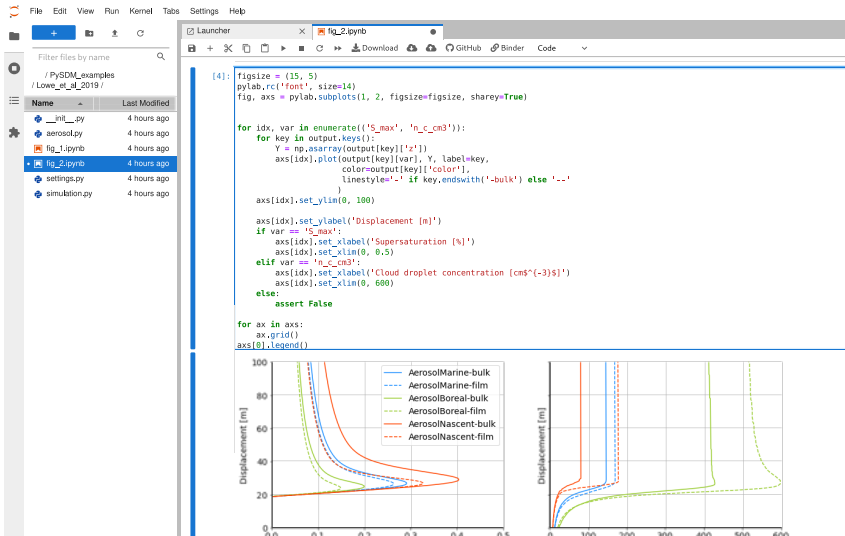 File Edit View Run Kernel Tabs Settings Help
+
Filter files by name
/ PySDM_examples
/ Lowe_et_al_2019 /
Name Last Modified
__init__.py 4 hours ago
aerosol.py 4 hours ago
fig_1.ipynb 4 hours ago
fig_2.ipynb 4 hours ago
settings.py 4 hours ago
simulation.py 4 hours ago
Launcher
fig_2.ipynb
Download GitHub Binder Code
[4]:
figsize = (15, 5)
pylab.rc('font', size=14)
fig, axs = pylab.subplots(1, 2, figsize=figsize, sharey=True)
for idx, var in enumerate(('S_max', 'n_c_cm3')):
for key in output.keys():
Y = np.asarray(output[key]['z'])
axs[idx].plot(output[key][var], Y, label=key,
color=output[key]['color'],
linestyle='-' if key.endswith('-bulk') else '--'
)
axs[idx].set_ylim(0, 100)
axs[idx].set_ylabel('Displacement [m]')
if var == 'S_max':
axs[idx].set_xlabel('Supersaturation [%]')
axs[idx].set_xlim(0, 0.5)
elif var == 'n_c_cm3':
axs[idx].set_xlabel('Cloud droplet concentration [cm$^{-3}$]')
axs[idx].set_xlim(0, 600)
else:
assert False
for ax in axs:
ax.grid()
axs[0].legend()
100
80
60
40
20
0
Displacement [m]
AerosolMarine-bulk
AerosolMarine-film
AerosolBoreal-bulk
AerosolBoreal-film
AerosolNascent-bulk
AerosolNascent-film
0.0 0.1 0.2 0.3 0.4 0.5
Displacement [m]
0 100 200 300 400 500 600